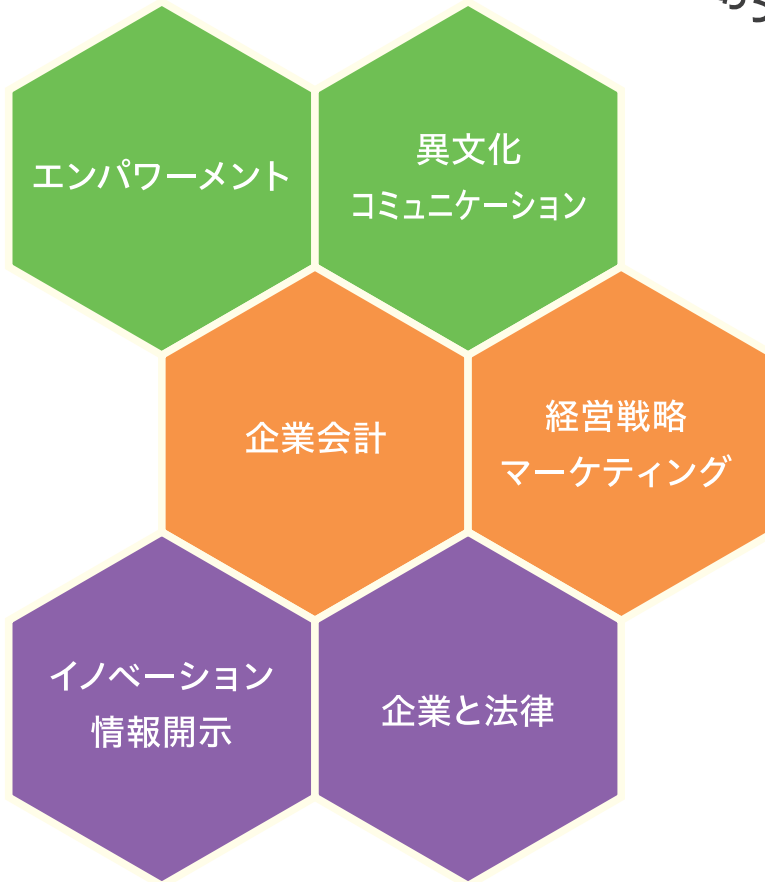 エンパワーメント
異文化
コミュニケーション
企業会計
経営戦略
マーケティング
イノベーション
情報開示
企業と法律